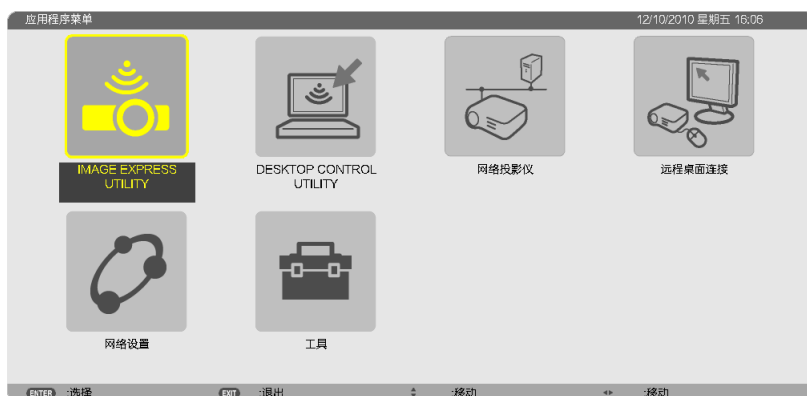 应用程序菜单 12/10/2010 星期五 16:06
IMAGE EXPRESS
UTILITY
DESKTOP CONTROL
UTILITY
网络投影仪
远程桌面连接
网络设置
工具
ENTER :选择 EXIT :退出 :移动 :移动